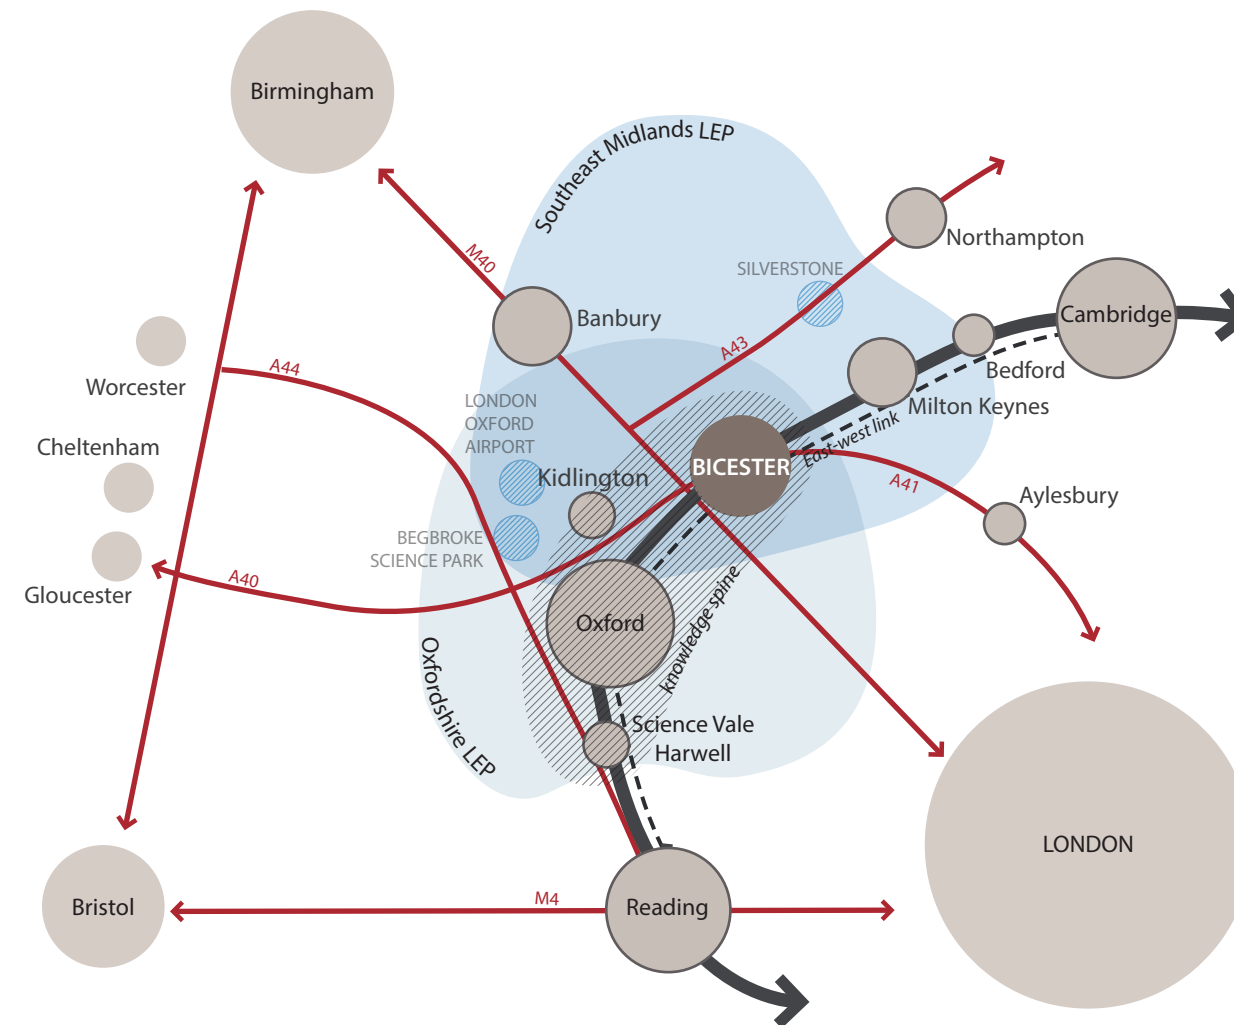 Birmingham
Southeast Midlands LEP
M40
Northampton
SILVERSTONE
Banbury
Cambridge
A43
Bedford
Worcester
A44
Milton Keynes
LONDON
OXFORD
AIRPORT
East-west link
Cheltenham
Kidlington
BICESTER
A41
Aylesbury
BEGBROKE
SCIENCE PARK
A40
Gloucester
Oxford
knowledge spine
Oxfordshire LEP
Science Vale
Harwell
LONDON
M4
Bristol
Reading